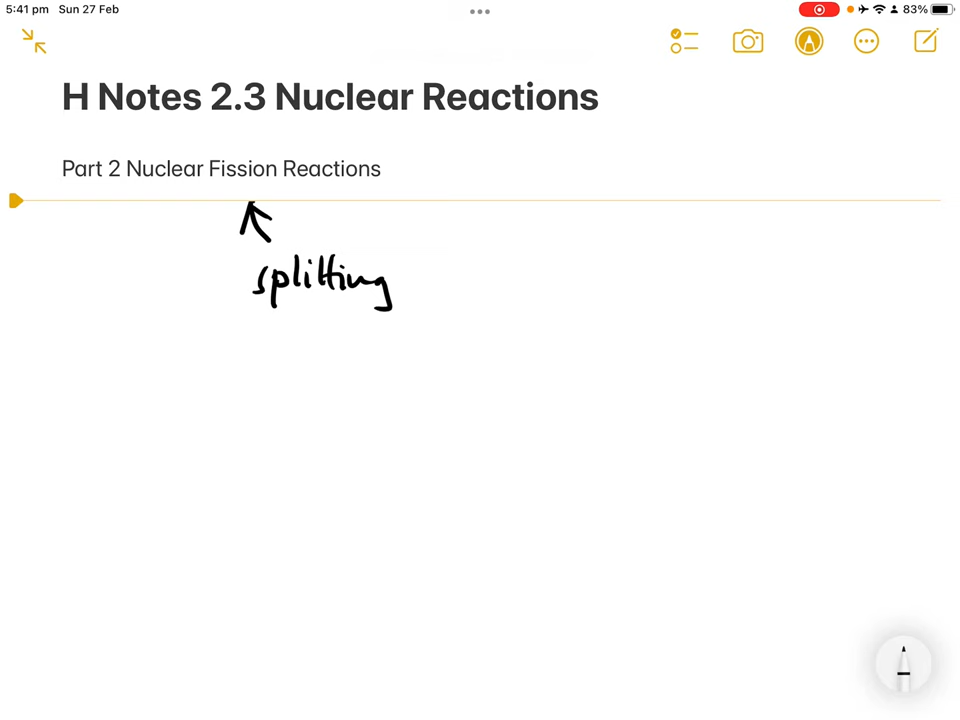 5:41 pm Sun 27 Feb 83%
H Notes 2.3 Nuclear Reactions
Part 2 Nuclear Fission Reactions
splitting